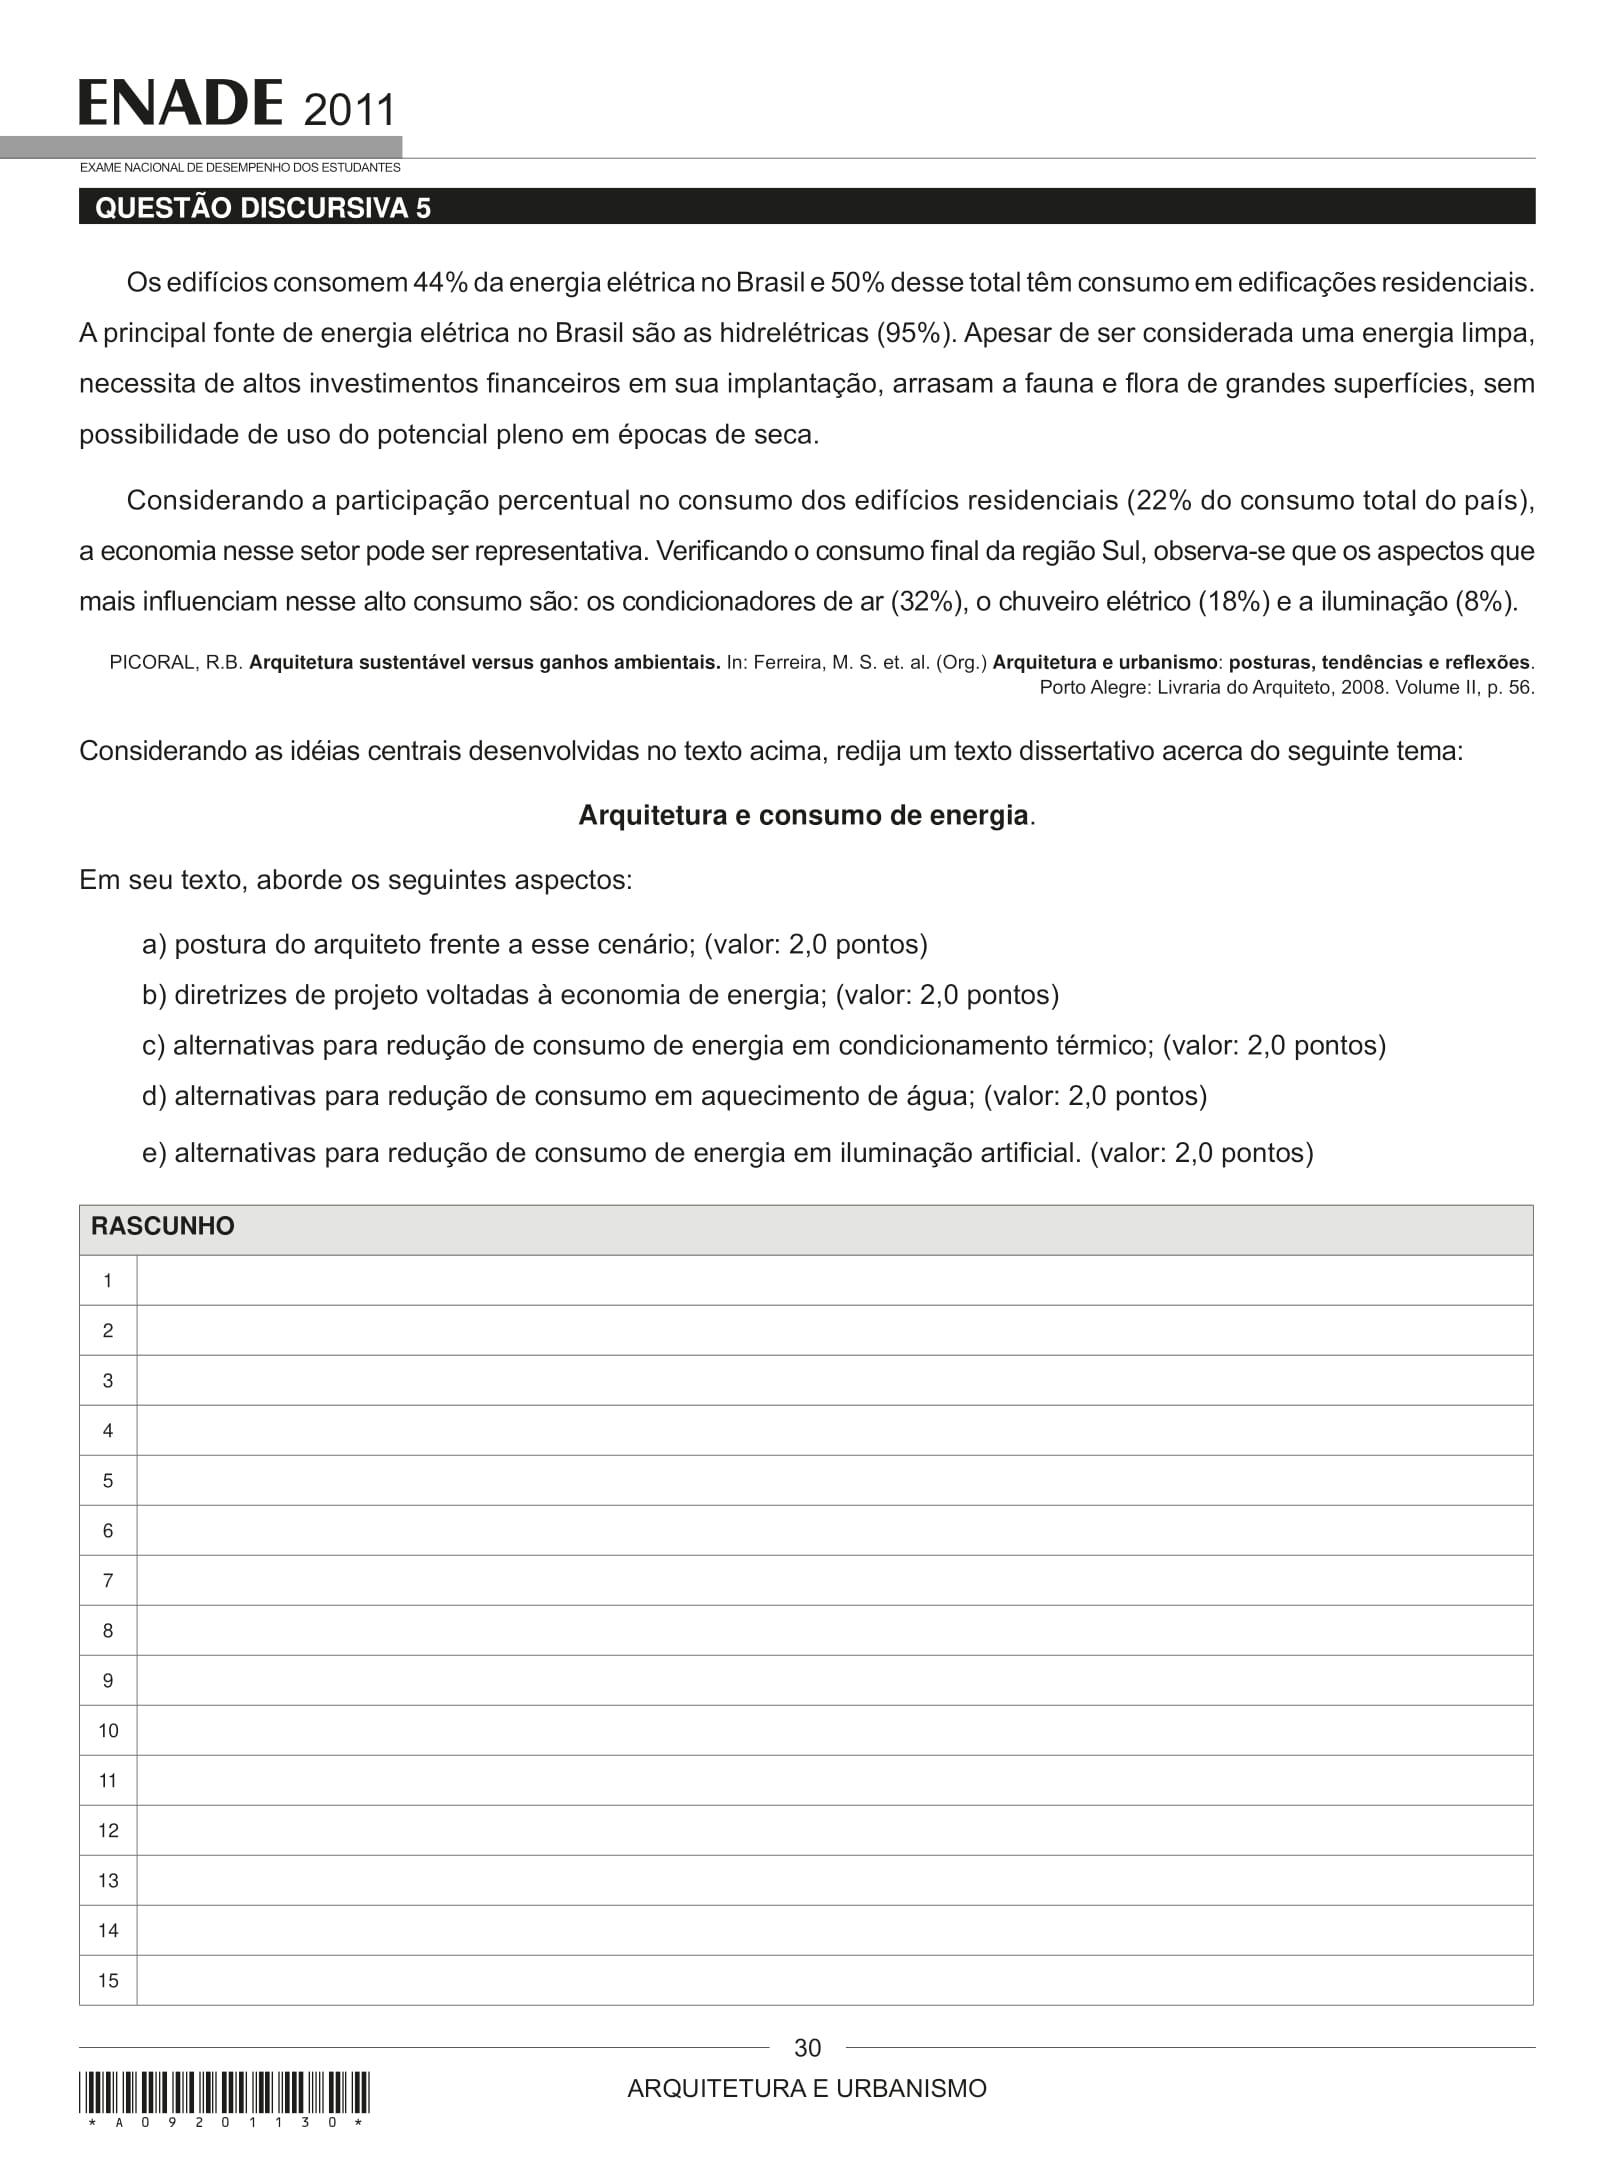 ENADE 2011
EXAME NACIONAL DE DESEMPENHO DOS ESTUDANTES
QUESTÃO DISCURSIVA 5
Os edifícios consomem 44% da energia elétrica no Brasil e 50% desse total têm consumo em edificações residenciais.
A principal fonte de energia elétrica no Brasil são as hidrelétricas (95%). Apesar de ser considerada uma energia limpa,
necessita de altos investimentos financeiros em sua implantação, arrasam a fauna e flora de grandes superfícies, sem
possibilidade de uso do potencial pleno em épocas de seca.
Considerando a participação percentual no consumo dos edifícios residenciais (22% do consumo total do país),
a economia nesse setor pode ser representativa. Verificando o consumo final da região Sul, observa-se que os aspectos que
mais influenciam nesse alto consumo são: os condicionadores de ar (32%), o chuveiro elétrico (18%) e a iluminação (8%).
PICORAL, R.B. Arquitetura sustentável versus ganhos ambientais. In: Ferreira, M. S. et. al. (Org.) Arquitetura e urbanismo: posturas, tendências e reflexões.
Porto Alegre: Livraria do Arquiteto, 2008. Volume II, p. 56.
Considerando as idéias centrais desenvolvidas no texto acima, redija um texto dissertativo acerca do seguinte tema:
Arquitetura e consumo de energia.
Em seu texto, aborde os seguintes aspectos:
a) postura do arquiteto frente a esse cenário; (valor: 2,0 pontos)
b) diretrizes de projeto voltadas à economia de energia; (valor: 2,0 pontos)
c) alternativas para redução de consumo de energia em condicionamento térmico; (valor: 2,0 pontos)
d) alternativas para redução de consumo em aquecimento de água; (valor: 2,0 pontos)
e) alternativas para redução de consumo de energia em iluminação artificial. (valor: 2,0 pontos)
RASCUNHO
1
2
3
4
5
6
7
8
9
10
11
12
13
14
15
30
ARQUITETURA E URBANISMO
*A09201130*